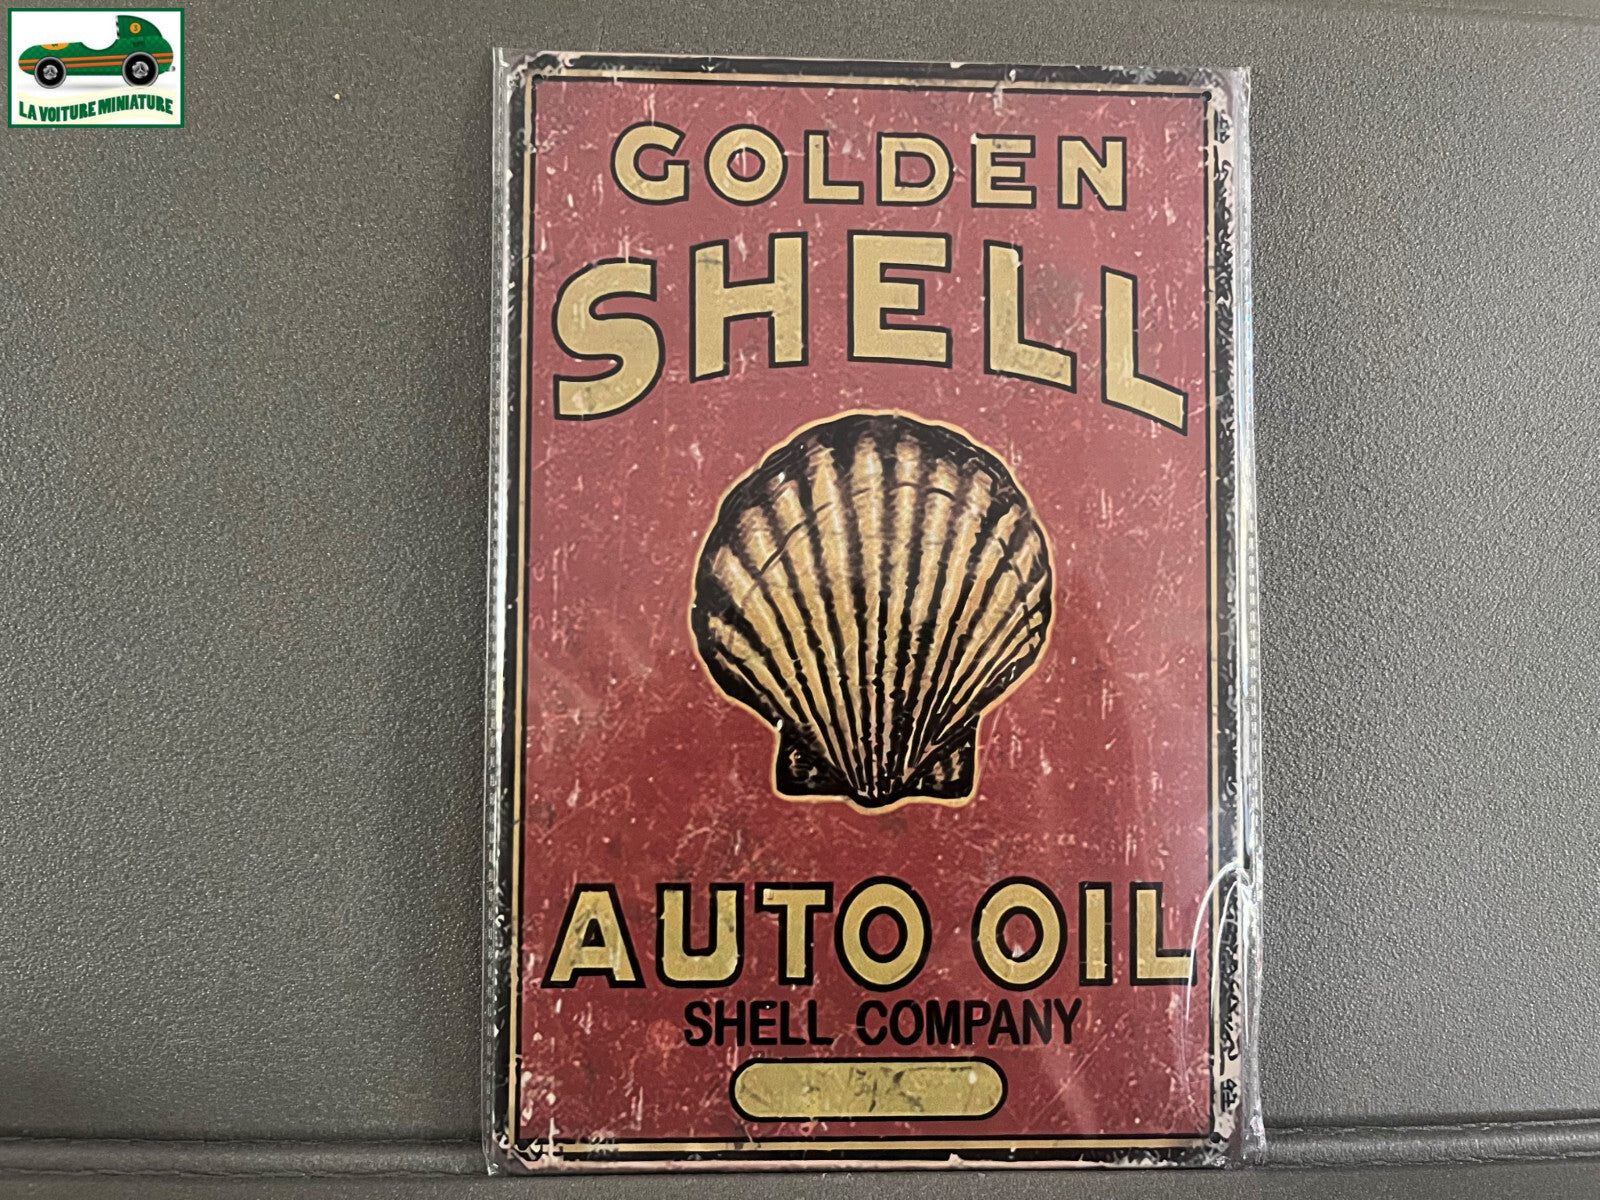 LA VOITURE MINIATURE
GOLDEN
SHELL
AUTO OIL
SHELL COMPANY